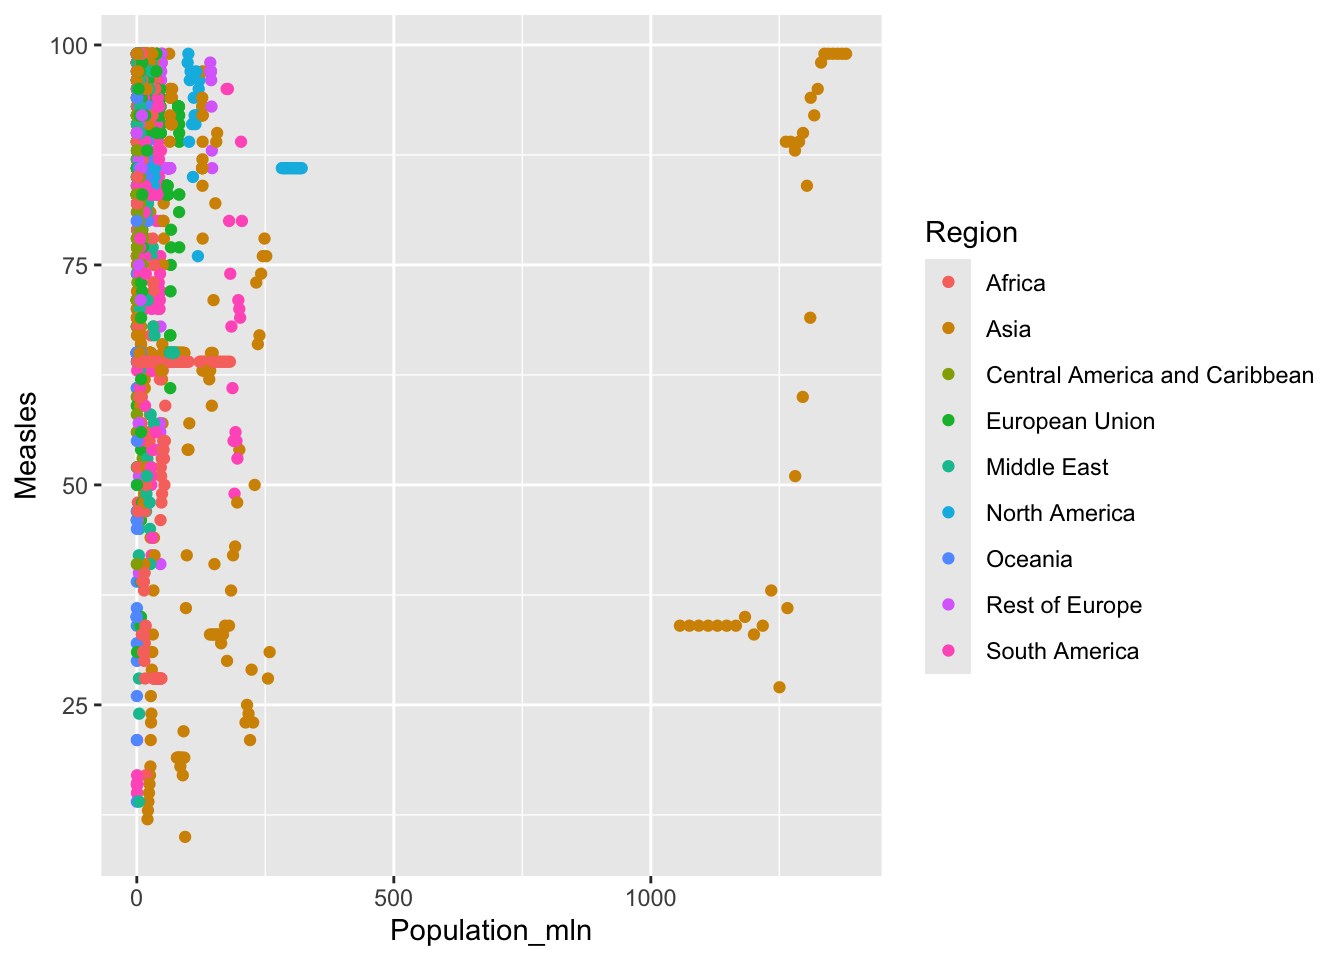 100
75
50
25
Measles
0
500
1000
Population_mln
Region
Africa
Asia
Central America and Caribbean
European Union
Middle East
North America
Oceania
Rest of Europe
South America